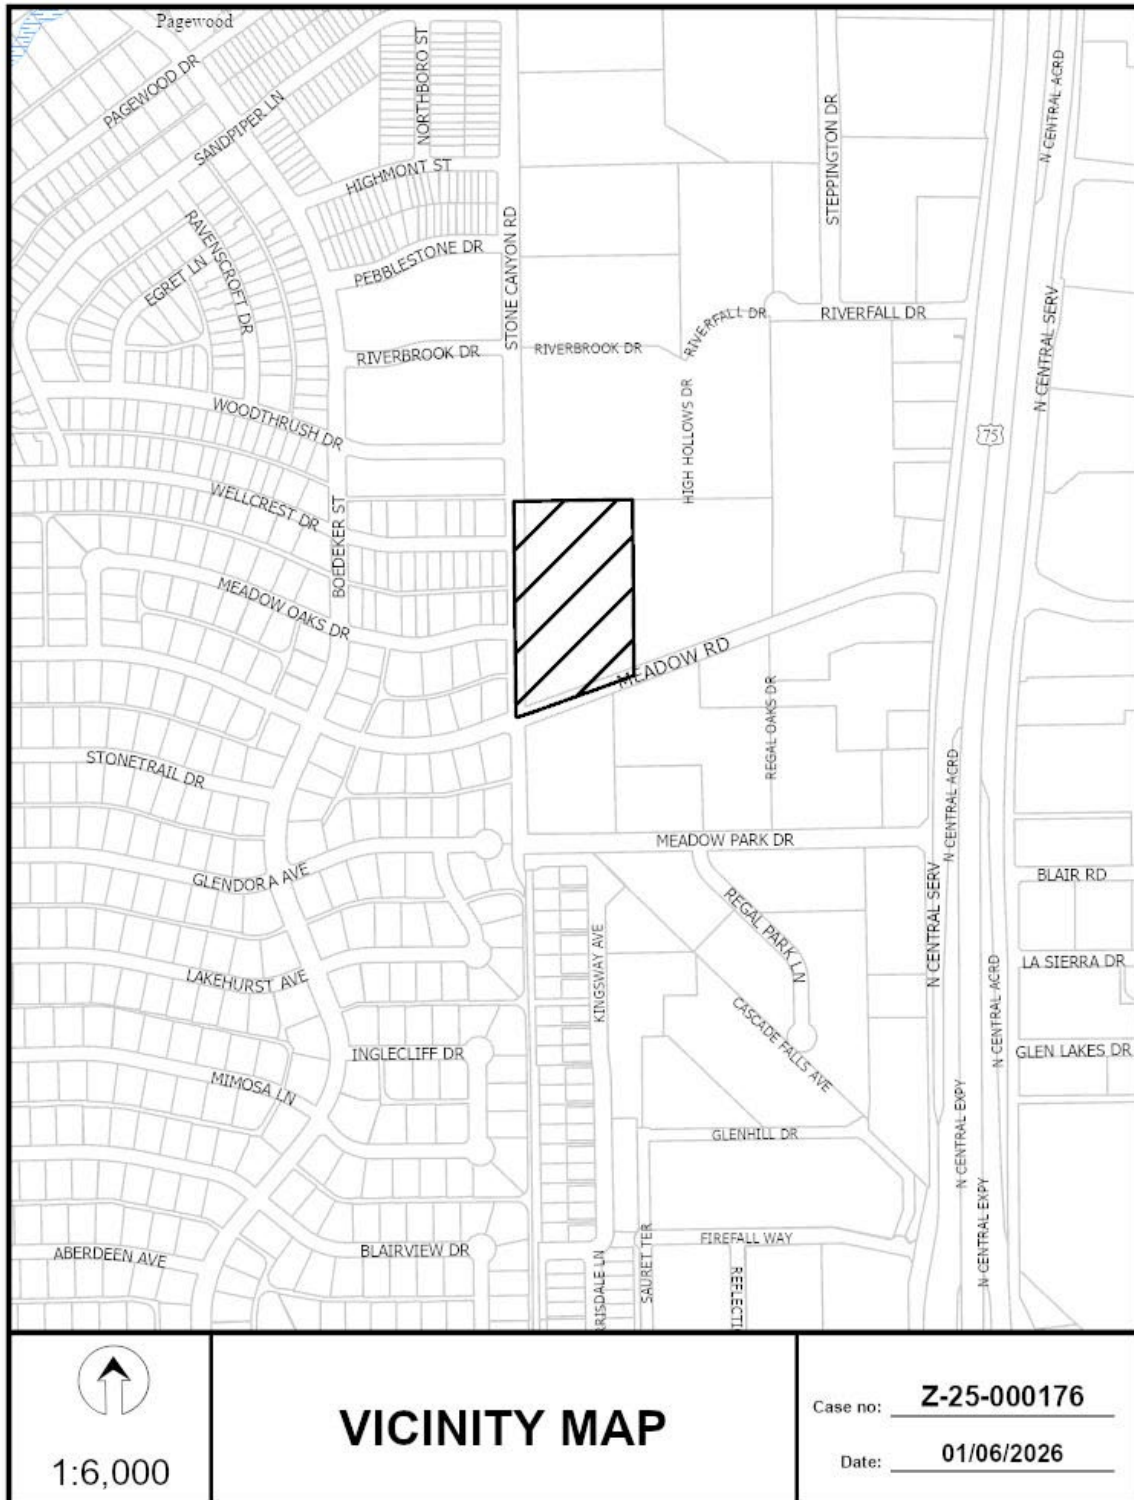 Pagewood
PAGEWOOD DR
SANDPIPER LN
NORTHBORO ST
HIGHMONT ST
STEPPINGTON DR
N CENTRAL ACRD
RAVENSCROFT DR
EGRET LN
PEBBLESTONE DR
STONE CANYON RD
RIVERFALL DR
RIVERFALL DR
N CENTRAL SERV
RIVERBROOK DR
RIVERBROOK DR
HIGH HOLLOWS DR
WOODTHRUSH DR
75
WELLCREST DR
BOEDEKER ST
MEADOW OAKS DR
MEADOW RD
REGAL OAKS DR
STONETRAIL DR
N CENTRAL ACRD
MEADOW PARK DR
GLENDORA AVE
BLAIR RD
REGAL PARK LN
N CENTRAL SERV
KINGSWAY AVE
LAKEHURST AVE
LA SIERRA DR
N CENTRAL ACRD
CASCADE FALLS AVE
INGLECLIFF DR
GLEN LAKES DR
MIMOSA LN
GLENHILL DR
N CENTRAL EXPY
N CENTRAL EXPY
ABERDEEN AVE
BLAIRVIEW DR
FIREFALL WAY
RRISDALE LN
SAURET TER
REFLECTI
1:6,000
VICINITY MAP
Case no: Z-25-000176
Date: 01/06/2026